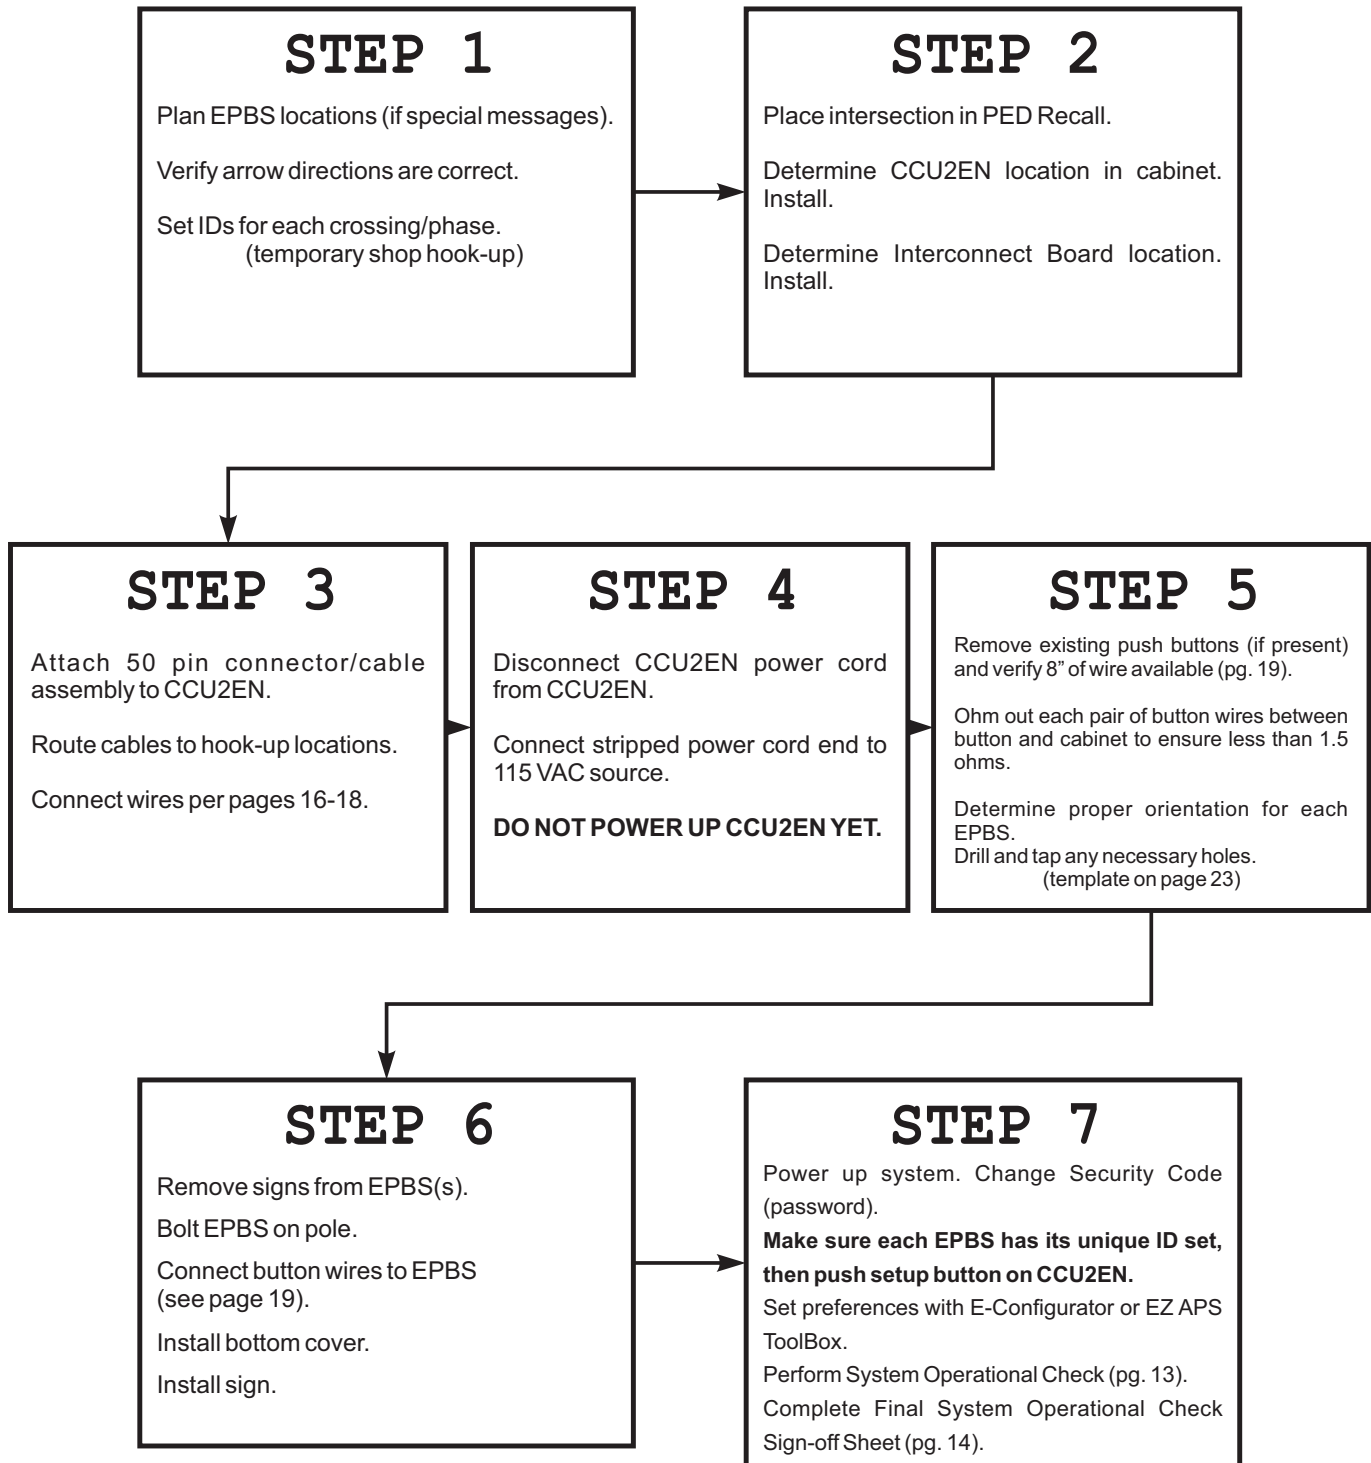 STEP 1
Plan EPBS locations (if special messages).
Verify arrow directions are correct.
Set IDs for each crossing/phase.
(temporary shop hook-up)
STEP 2
Place intersection in PED Recall.
Determine CCU2EN location in cabinet.
Install.
Determine Interconnect Board location.
Install.
STEP 3
Attach 50 pin connector/cable
assembly to CCU2EN.
Route cables to hook-up locations.
Connect wires per pages 16-18.
STEP 4
Disconnect CCU2EN power cord
from CCU2EN.
Connect stripped power cord end to
115 VAC source.
DO NOT POWER UP CCU2EN YET.
STEP 5
Remove existing push buttons (if present)
and verify 8” of wire available (pg. 19).
Ohm out each pair of button wires between
button and cabinet to ensure less than 1.5
ohms.
Determine proper orientation for each
EPBS.
Drill and tap any necessary holes.
(template on page 23)
STEP 6
Remove signs from EPBS(s).
Bolt EPBS on pole.
Connect button wires to EPBS
(see page 19).
Install bottom cover.
Install sign.
STEP 7
Power up system. Change Security Code
(password).
Make sure each EPBS has its unique ID set,
then push setup button on CCU2EN.
Set preferences with E-Configurator or EZ APS
ToolBox.
Perform System Operational Check (pg. 13).
Complete Final System Operational Check
Sign-off Sheet (pg. 14).